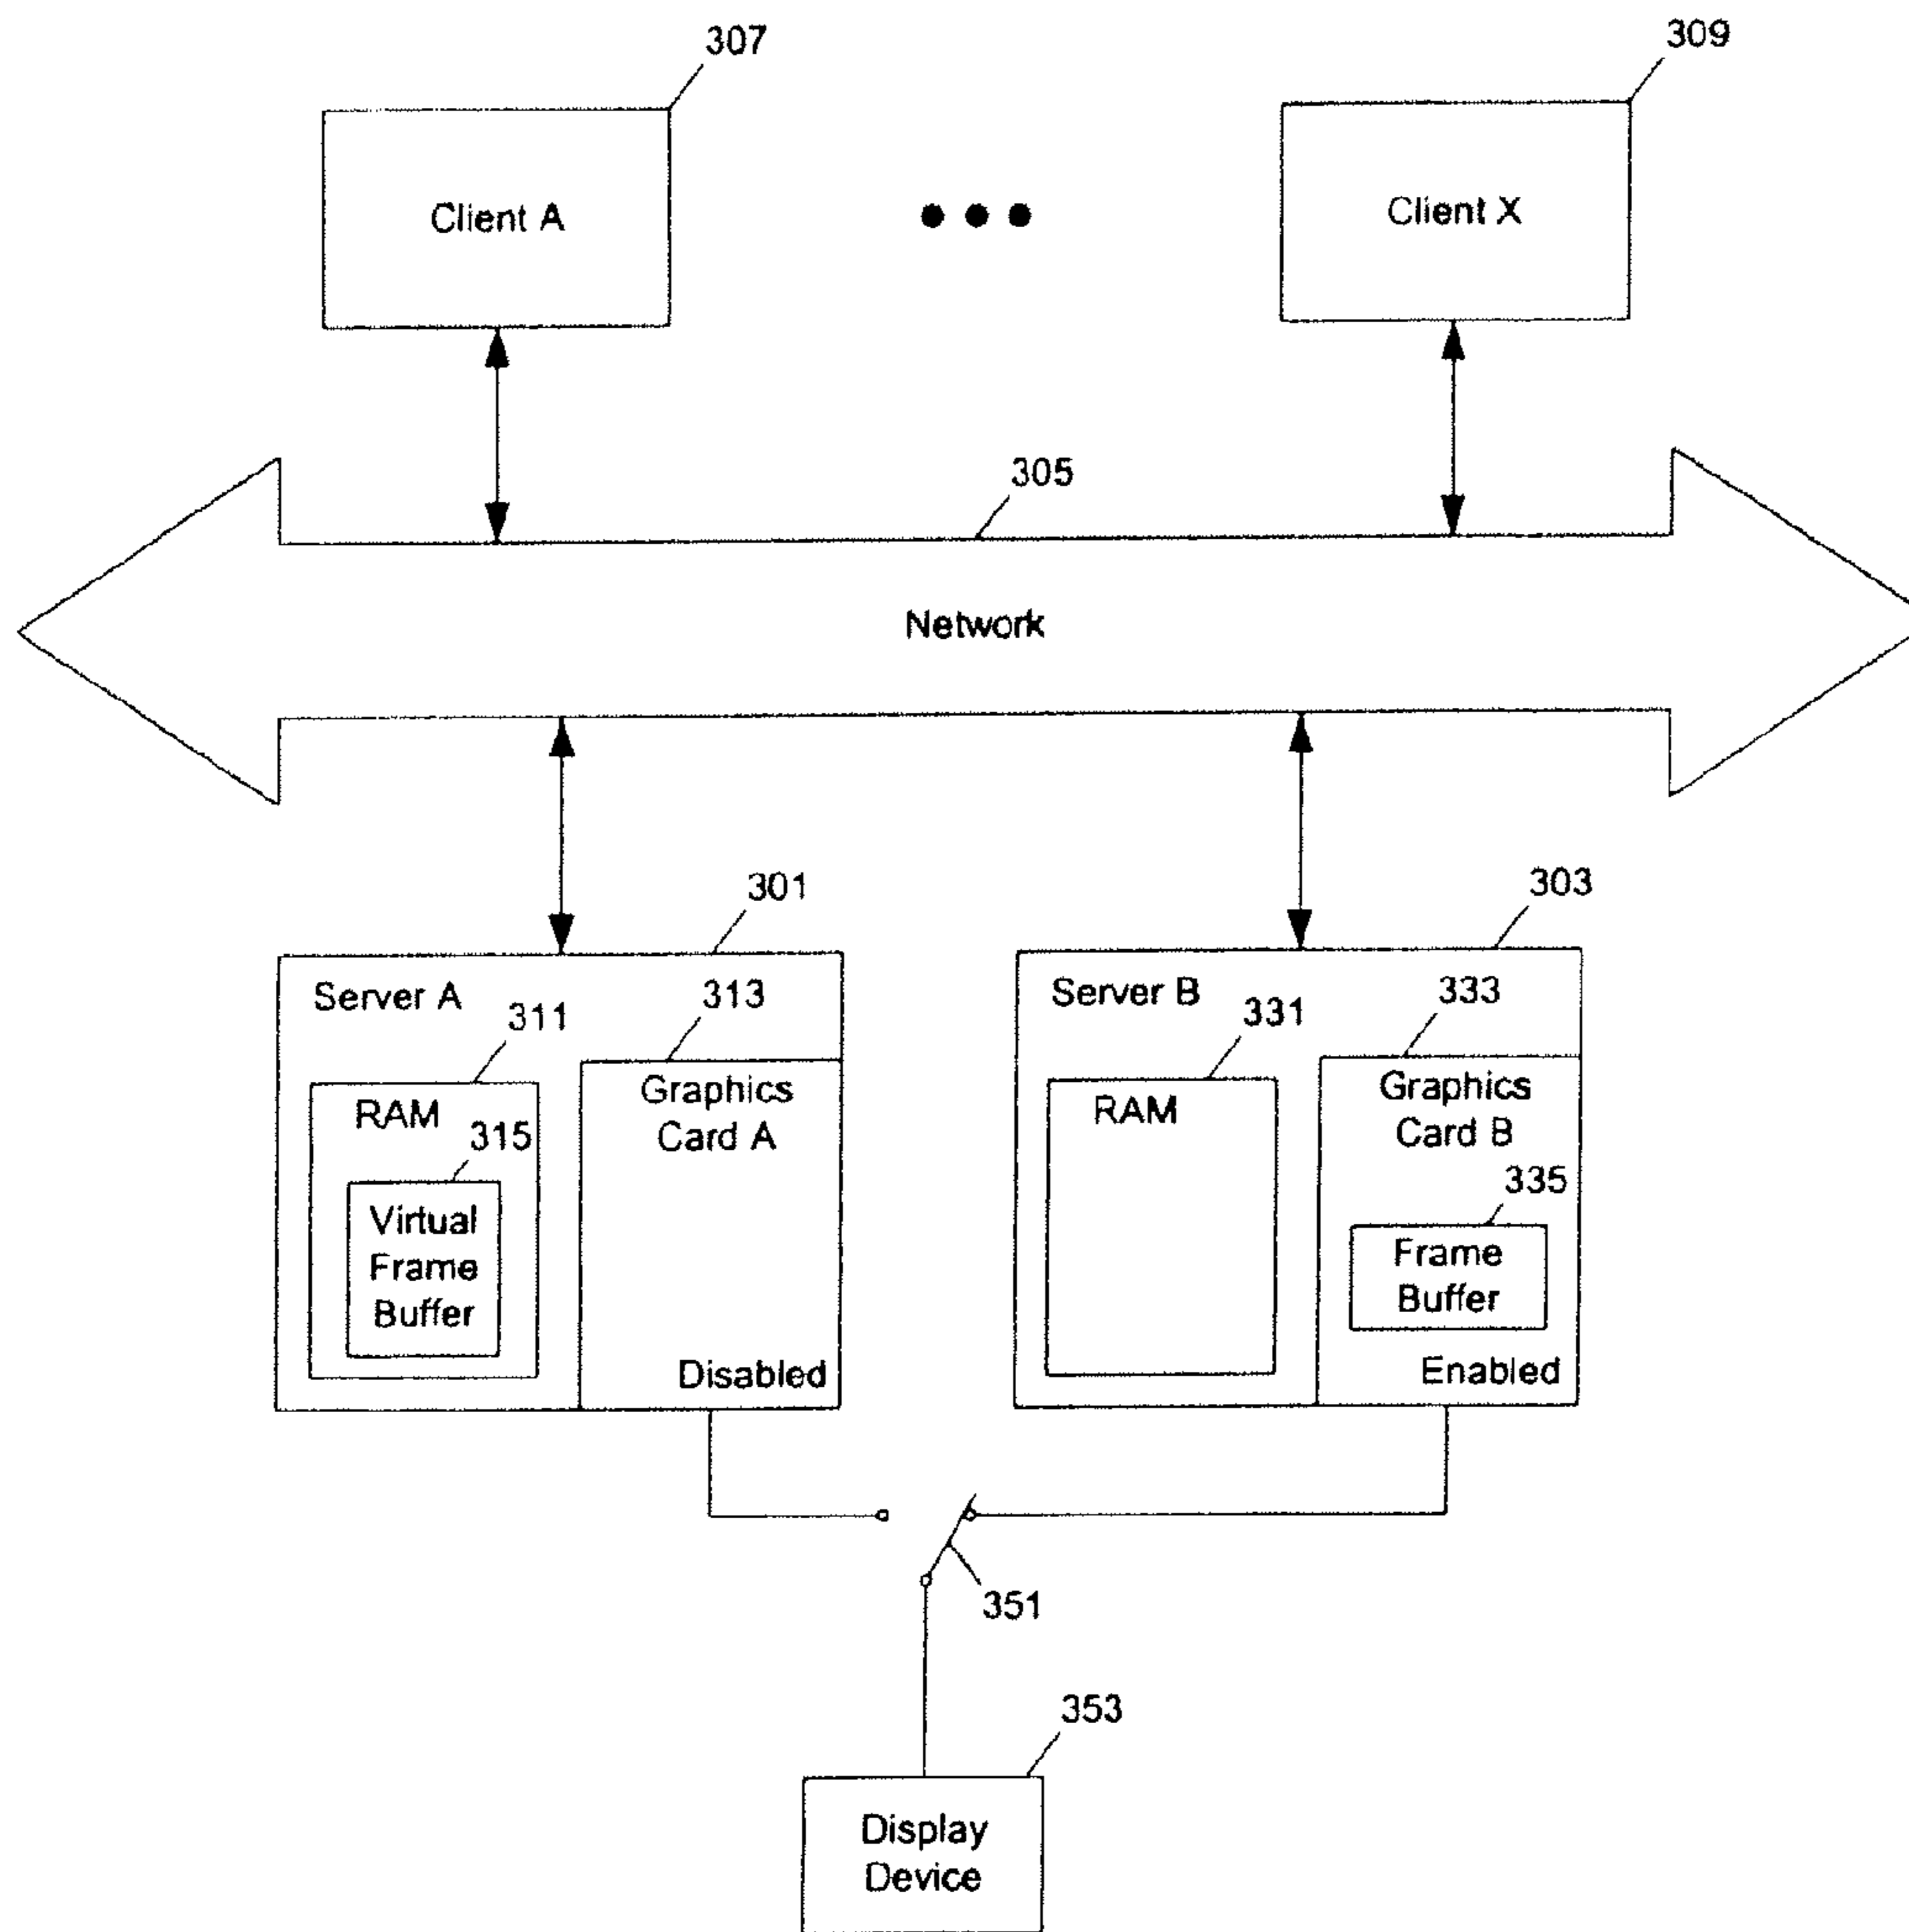 307
309
Client A
Client X
305
Network
301
303
Server A
313
311
Server B
333
331
Graphics
Card A
RAM
315
Graphics
Card B
RAM
335
Virtual
Frame
Buffer
Frame
Buffer
Disabled
Enabled
351
353
Display
Device